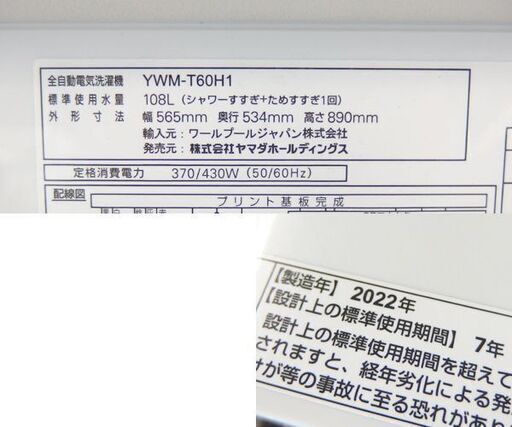 全自動電気洗濯機 YWM-T60H1
標準使用水量 108L（シャワーすすぎ+ためすすぎ1回）
外形寸法 幅565mm 奥行534mm 高さ890mm
輸入元：ワールプールジャパン株式会社
発売元：株式会社ヤマダホールディングス
定格消費電力 370/430W（50/60Hz）
配線図
プリント基板完成
【製造年】2022年
【設計上の標準使用期間】7年
設計上の標準使用期間を超えて
されますと、経年劣化による発
けが等の事故に至る恐れがあり